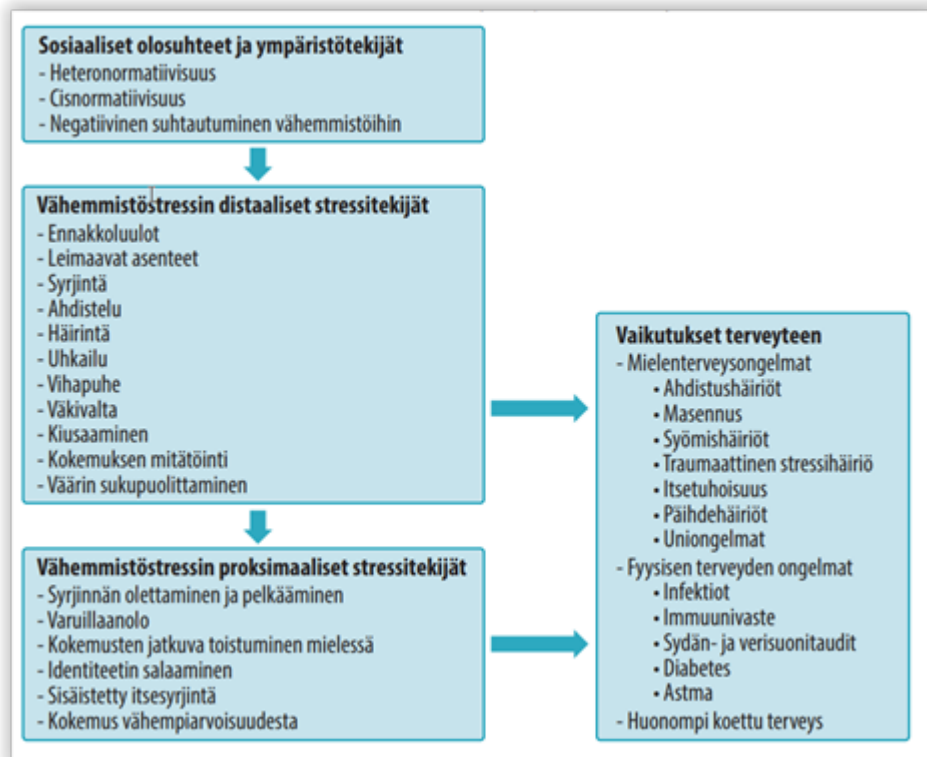 Sosiaaliset olosuhteet ja ympäristötekijät
- Heteronormatiivisuus
- Cisnormatiivisuus
- Negatiivinen suhtautuminen vähemmistöihin
Vähemmistöstressin distaaliset stressitekijät
- Ennakkoluulot
- Leimaavat asenteet
- Syrjintä
- Ahdistelu
- Häirintä
- Uhkailu
- Vihapuhe
- Väkivalta
- Kiusaaminen
- Kokemuksen mitätöinti
- Väärin sukupuolittaminen
Vähemmistöstressin proksimaaliset stressitekijät
- Syrjinnän olettaminen ja pelkääminen
- Varuillaanolo
- Kokemusten jatkuva toistuminen mielessä
- Identiteetin salaaminen
- Sisäistetty itsesyrjintä
- Kokemus vähempiarvoisuudesta
Vaikutukset terveyteen
- Mielenterveysongelmat
• Ahdistushäiriöt
• Masennus
• Syömishäiriöt
• Traumaattinen stressihäiriö
• Itsetuhoisuus
• Päihdehäiriöt
• Uniongelmat
- Fyysisen terveyden ongelmat
• Infektiot
• Immuunivaste
• Sydän- ja verisuonitaudit
• Diabetes
• Astma
- Huonompi koettu terveys